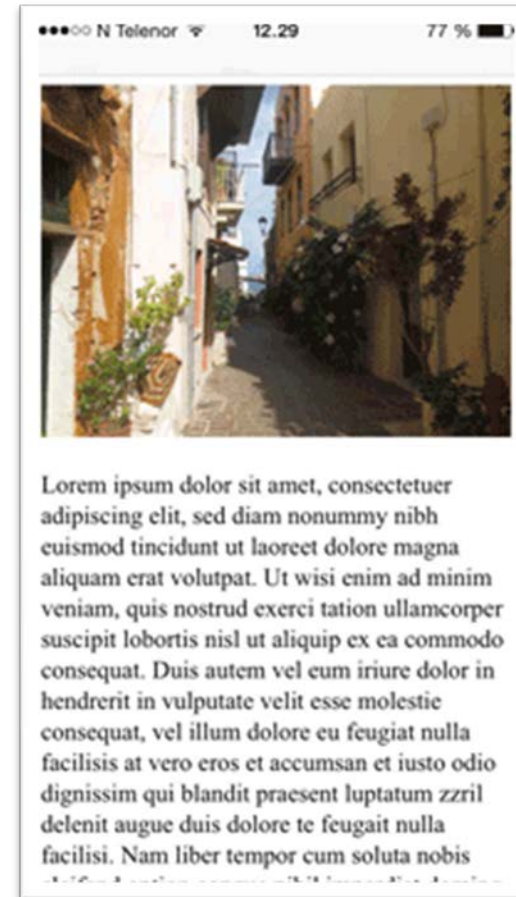 N Telenor 12.29 77 %
Lorem ipsum dolor sit amet, consectetuer
adipiscing elit, sed diam nonummy nibh
euismod tincidunt ut laoreet dolore magna
aliquam erat volutpat. Ut wisi enim ad minim
veniam, quis nostrud exerci tation ullamcorper
suscipit lobortis nisl ut aliquip ex ea commodo
consequat. Duis autem vel eum iriure dolor in
hendrerit in vulputate velit esse molestie
consequat, vel illum dolore eu feugiat nulla
facilisis at vero eros et accumsan et iusto odio
dignissim qui blandit praesent luptatum zzril
delenit augue duis dolore te feugait nulla
facilisi. Nam liber tempor cum soluta nobis